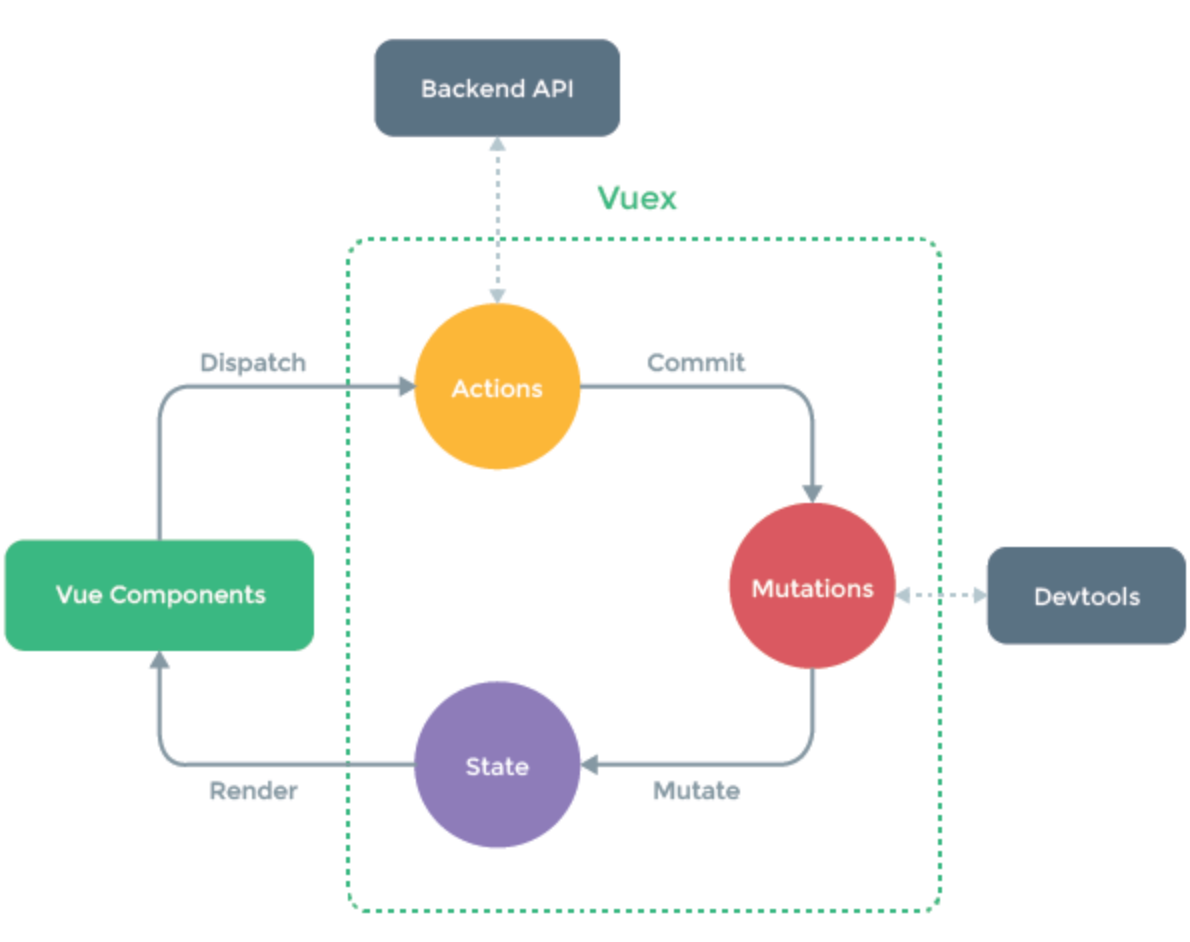 Backend API
Vuex
Dispatch
Commit
Actions
Vue Components
Mutations
Devtools
State
Render
Mutate